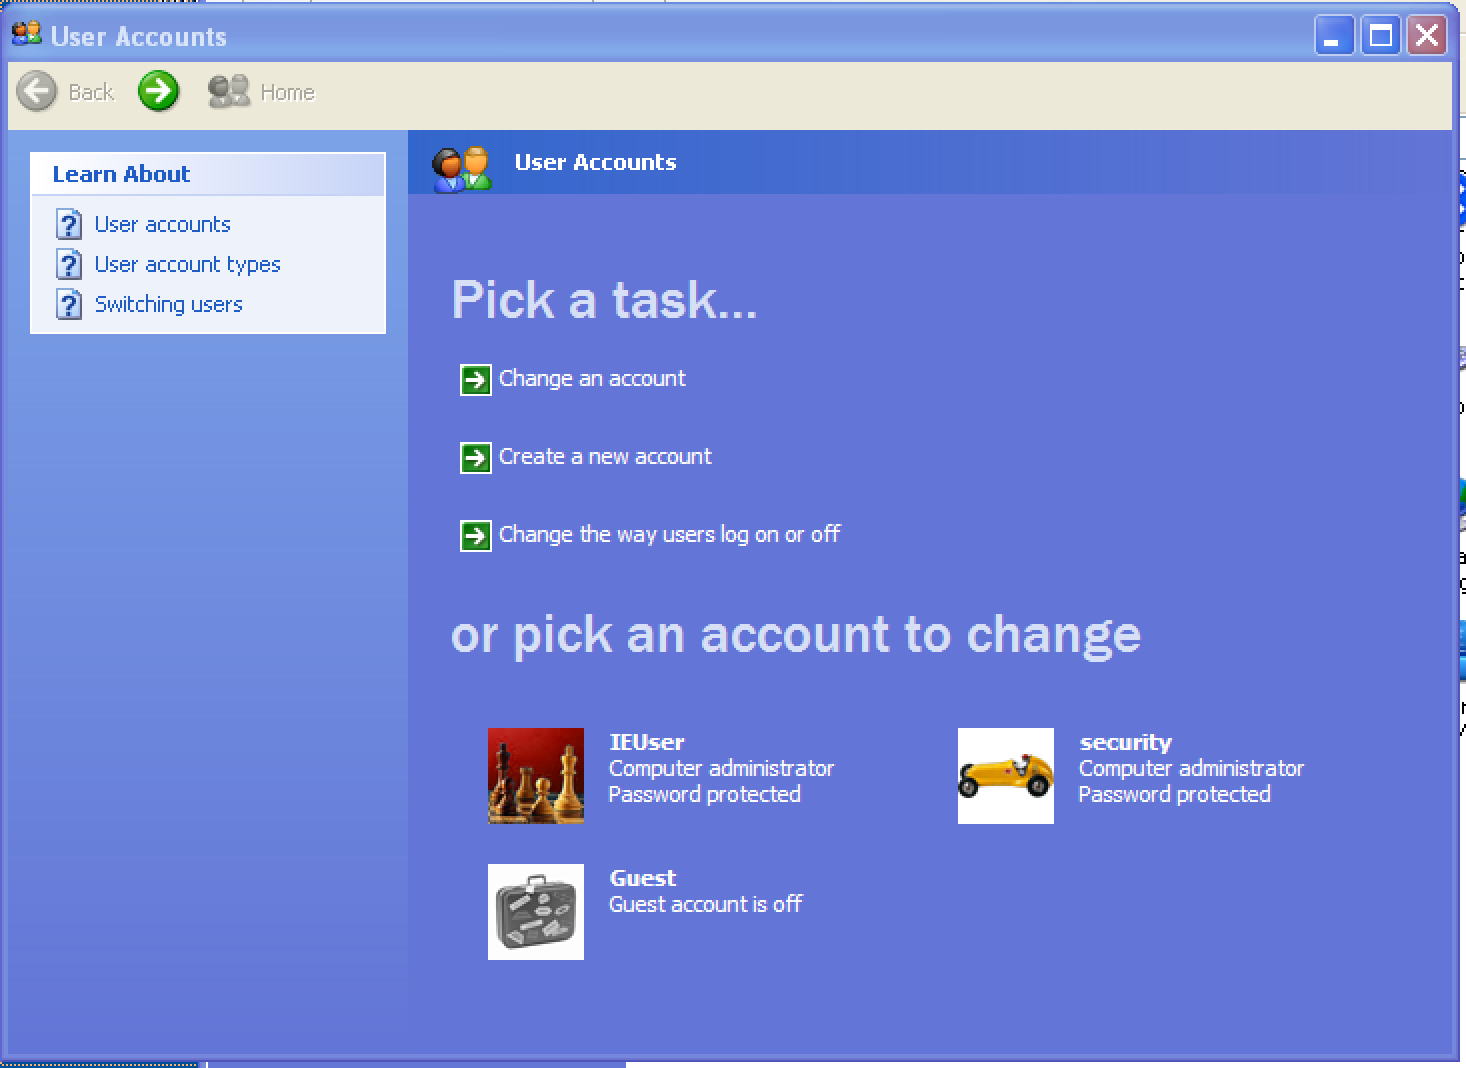 User Accounts
Back
Home
Learn About
User accounts
User account types
Switching users
User Accounts
Pick a task...
Change an account
Create a new account
Change the way users log on or off
or pick an account to change
IEUser
Computer administrator
Password protected
security
Computer administrator
Password protected
Guest
Guest account is off